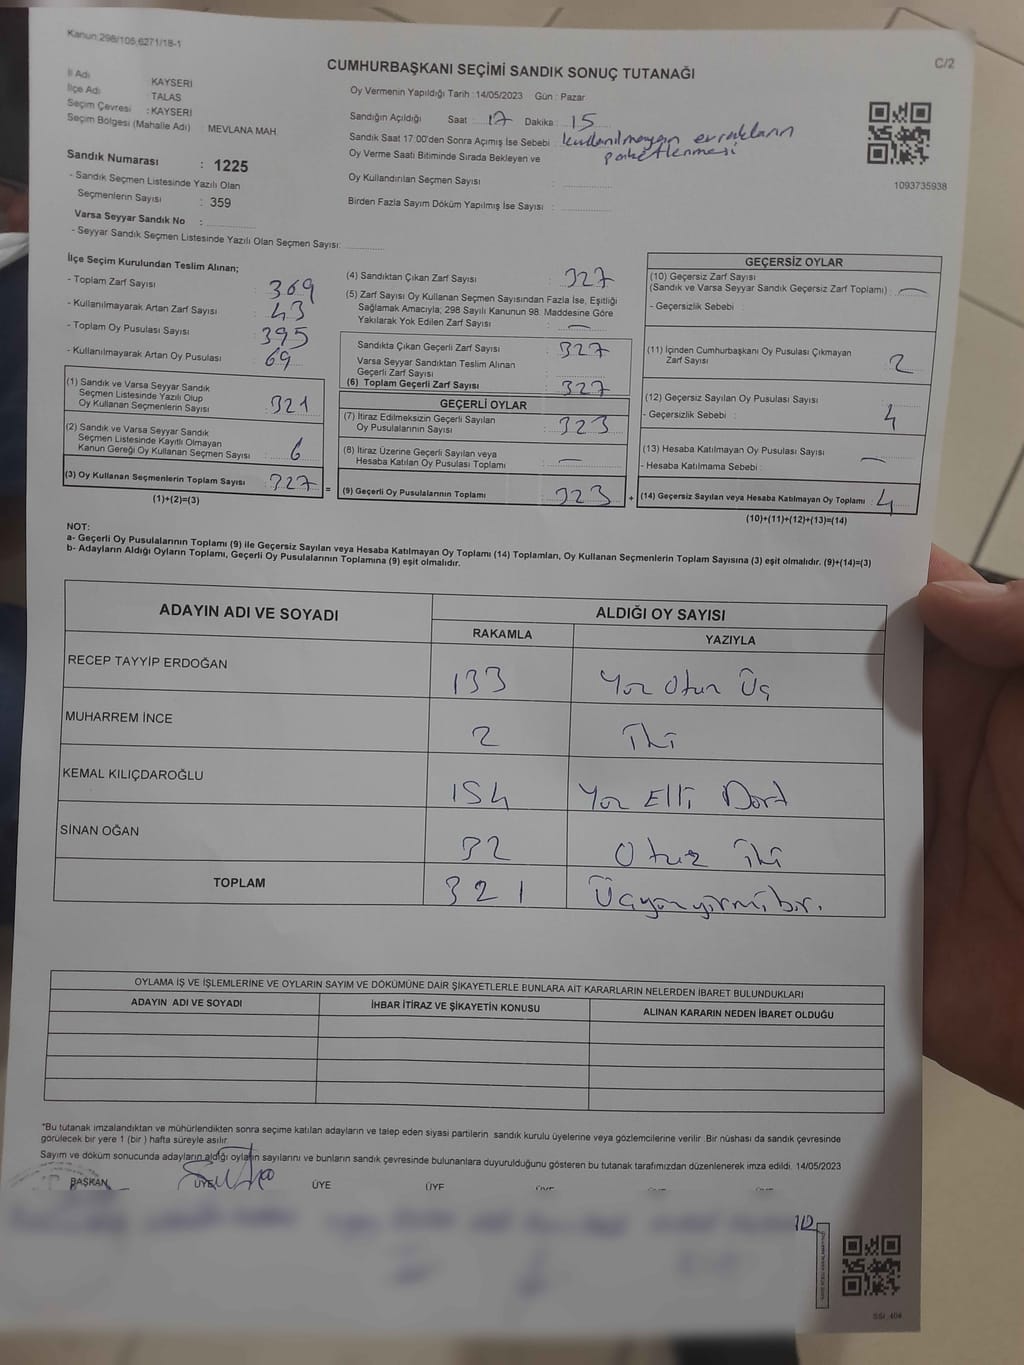 Kanun:298/105;6271/18-1
C/2
CUMHURBAŞKANI SEÇİMİ SANDIK SONUÇ TUTANAĞI
İl Adı KAYSERİ
İlçe Adı : TALAS
Seçim Çevresi : KAYSERİ
Seçim Bölgesi (Mahalle Adı) : MEVLANA MAH.
Oy Vermenin Yapıldığı Tarih : 14/05/2023 Gün : Pazar
Sandığın Açıldığı Saat : 17 Dakika : 15
Sandık Saat 17:00'den Sonra Açımış İse Sebebi : kullanılmayan evrakların
paketlenmesi
Oy Verme Saati Bitiminde Sırada Bekleyen ve
Oy Kullandırılan Seçmen Sayısı :
Birden Fazla Sayım Döküm Yapılmış İse Sayısı :
1093735938
Sandık Numarası : 1225
- Sandık Seçmen Listesinde Yazılı Olan
Seçmenlerin Sayısı : 359
Varsa Seyyar Sandık No :
- Seyyar Sandık Seçmen Listesinde Yazılı Olan Seçmen Sayısı:
İlçe Seçim Kurulundan Teslim Alınan;
- Toplam Zarf Sayısı : 369
- Kullanılmayarak Artan Zarf Sayısı : 43
- Toplam Oy Pusulası Sayısı : 395
- Kullanılmayarak Artan Oy Pusulası : 69
(1) Sandık ve Varsa Seyyar Sandık
Seçmen Listesinde Yazılı Olup
Oy Kullanan Seçmenlerin Sayısı : 321
(2) Sandık ve Varsa Seyyar Sandık
Seçmen Listesinde Kayıtlı Olmayan
Kanun Gereği Oy Kullanan Seçmen Sayısı : 6
(3) Oy Kullanan Seçmenlerin Toplam Sayısı : 327
(1)+(2)=(3)
=
(4) Sandıktan Çıkan Zarf Sayısı : 327
(5) Zarf Sayısı Oy Kullanan Seçmen Sayısından Fazla İse, Eşitliği
Sağlamak Amacıyla; 298 Sayılı Kanunun 98. Maddesine Göre
Yakılarak Yok Edilen Zarf Sayısı : —
Sandıkta Çıkan Geçerli Zarf Sayısı : 327
Varsa Seyyar Sandıktan Teslim Alınan
Geçerli Zarf Sayısı :
(6) Toplam Geçerli Zarf Sayısı : 327
GEÇERLİ OYLAR
(7) İtiraz Edilmeksizin Geçerli Sayılan
Oy Pusulalarının Sayısı : 323
(8) İtiraz Üzerine Geçerli Sayılan veya
Hesaba Katılan Oy Pusulası Toplamı : —
(9) Geçerli Oy Pusulalarının Toplamı : 323
+
GEÇERSİZ OYLAR
(10) Geçersiz Zarf Sayısı
(Sandık ve Varsa Seyyar Sandık Geçersiz Zarf Toplamı) : —
- Geçersizlik Sebebi :
(11) İçinden Cumhurbaşkanı Oy Pusulası Çıkmayan
Zarf Sayısı : 2
(12) Geçersiz Sayılan Oy Pusulası Sayısı : 4
- Geçersizlik Sebebi :
(13) Hesaba Katılmayan Oy Pusulası Sayısı : —
- Hesaba Katılmama Sebebi :
(14) Geçersiz Sayılan veya Hesaba Katılmayan Oy Toplamı : 4
(10)+(11)+(12)+(13)=(14)
NOT:
a- Geçerli Oy Pusulalarının Toplamı (9) ile Geçersiz Sayılan veya Hesaba Katılmayan Oy Toplamı (14) Toplamları, Oy Kullanan Seçmenlerin Toplam Sayısına (3) eşit olmalıdır. (9)+(14)=(3)
b- Adayların Aldığı Oyların Toplamı, Geçerli Oy Pusulalarının Toplamına (9) eşit olmalıdır.
ADAYIN ADI VE SOYADI ALDIĞI OY SAYISI
RAKAMLA YAZIYLA
RECEP TAYYİP ERDOĞAN 133 Yüz Otuz Üç
MUHARREM İNCE 2 İki
KEMAL KILIÇDAROĞLU 154 Yüz Elli Dört
SİNAN OĞAN 32 Otuz iki
TOPLAM 321 Üçyüzyirmibir.
OYLAMA İŞ VE İŞLEMLERİNE VE OYLARIN SAYIM VE DÖKÜMÜNE DAİR ŞİKAYETLERLE BUNLARA AİT KARARLARIN NELERDEN İBARET BULUNDUKLARI
ADAYIN ADI VE SOYADI İHBAR İTİRAZ VE ŞİKAYETİN KONUSU ALINAN KARARIN NEDEN İBARET OLDUĞU
*Bu tutanak imzalandıktan ve mühürlendikten sonra seçime katılan adayların ve talep eden siyasi partilerin sandık kurulu üyelerine veya gözlemcilerine verilir. Bir nüshası da sandık çevresinde
görülecek bir yere 1 (bir ) hafta süreyle asılır.
Sayım ve döküm sonucunda adayların aldığı oyların sayılarını ve bunların sandık çevresinde bulunanlara duyurulduğunu gösteren bu tutanak tarafımızdan düzenlenerek imza edildi. 14/05/2023
BAŞKAN ÜYE ÜYE ÜYE